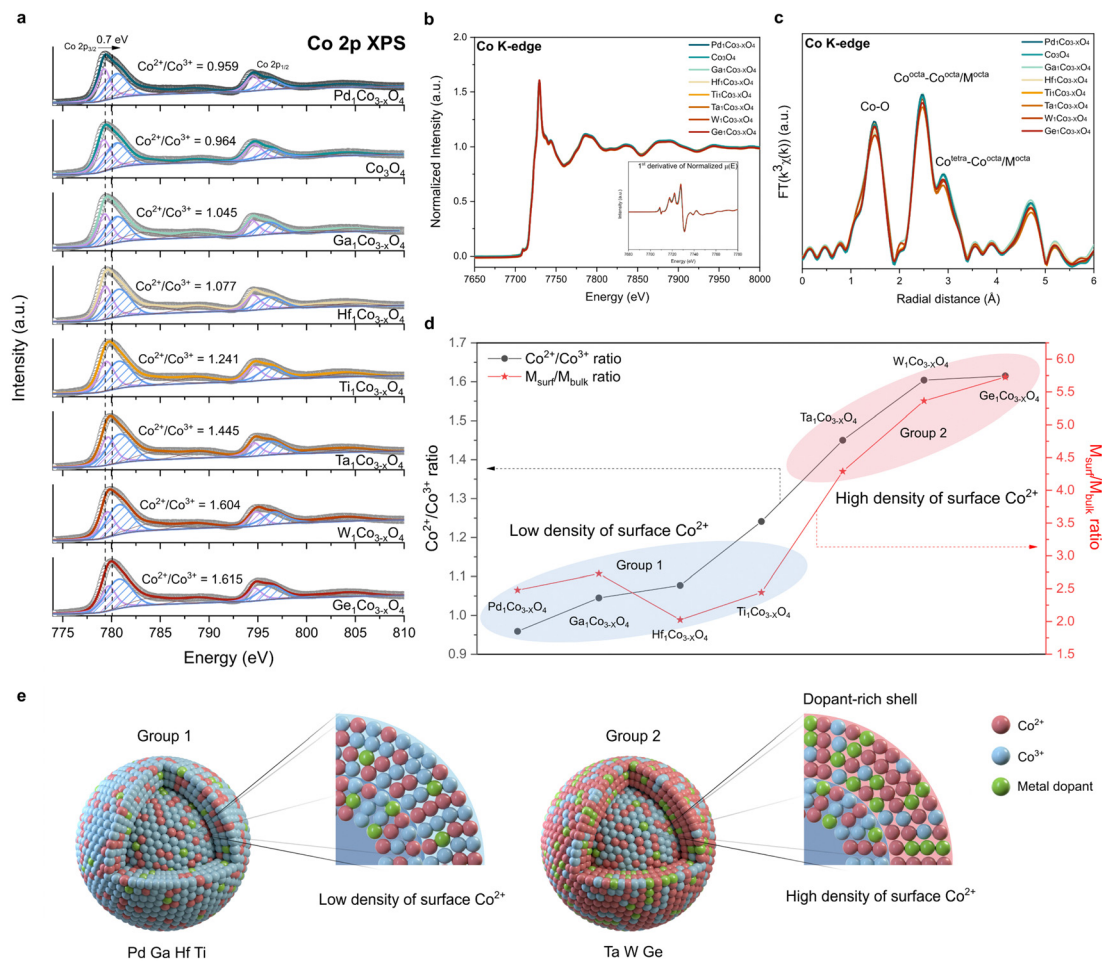 a
Co 2p XPS
0.7 eV
Co 2p3/2
Co 2p1/2
Co2+/Co3+ = 0.959
Pd1Co3-xO4
Co2+/Co3+ = 0.964
Co3O4
Co2+/Co3+ = 1.045
Ga1Co3-xO4
Co2+/Co3+ = 1.077
Hf1Co3-xO4
Co2+/Co3+ = 1.241
Ti1Co3-xO4
Co2+/Co3+ = 1.445
Ta1Co3-xO4
Co2+/Co3+ = 1.604
W1Co3-xO4
Co2+/Co3+ = 1.615
Ge1Co3-xO4
775 780 785 790 795 800 805 810
Energy (eV)
Intensity (a.u.)
b
Co K-edge
Pd1Co3-xO4
Co3O4
Ga1Co3-xO4
Hf1Co3-xO4
Ti1Co3-xO4
Ta1Co3-xO4
W1Co3-xO4
Ge1Co3-xO4
2.0
1.5
1.0
0.5
0.0
Normalized Intensity (a.u.)
1st derivative of Normalized μ(E)
Intensity (a.u.)
7680 7700 7720 7740 7760 7780
Energy (eV)
7650 7700 7750 7800 7850 7900 7950 8000
Energy (eV)
c
Co K-edge
Pd1Co3-xO4
Co3O4
Ga1Co3-xO4
Hf1Co3-xO4
Ti1Co3-xO4
Ta1Co3-xO4
W1Co3-xO4
Ge1Co3-xO4
Coocta-Coocta/Mocta
Co-O
Cotetra-Coocta/Mocta
FT(k3χ(k)) (a.u.)
0 1 2 3 4 5 6
Radial distance (Å)
d
Co2+/Co3+ ratio
Msurf/Mbulk ratio
1.7
1.6
1.5
1.4
1.3
1.2
1.1
1.0
0.9
Co2+/Co3+ ratio
6.0
5.5
5.0
4.5
4.0
3.5
3.0
2.5
2.0
1.5
Msurf/Mbulk ratio
W1Co3-xO4
Ge1Co3-xO4
Ta1Co3-xO4
Group 2
High density of surface Co2+
Low density of surface Co2+
Group 1
Pd1Co3-xO4
Ga1Co3-xO4
Hf1Co3-xO4
Ti1Co3-xO4
e
Group 1
Low density of surface Co2+
Pd Ga Hf Ti
Group 2
Dopant-rich shell
High density of surface Co2+
Ta W Ge
Co2+
Co3+
Metal dopant